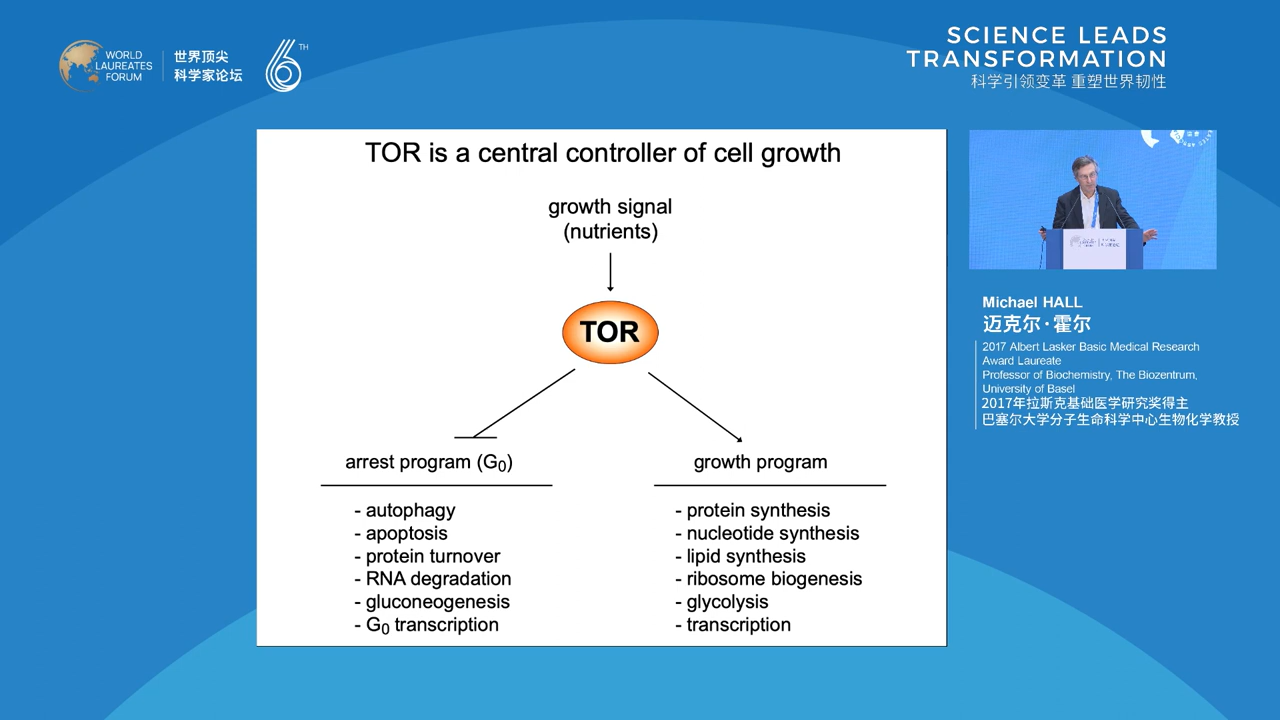 WORLD
LAUREATES
FORUM
世界顶尖
科学家论坛
6TH
SCIENCE LEADS
TRANSFORMATION
科学引领变革 重塑世界韧性
TOR is a central controller of cell growth
growth signal
(nutrients)
TOR
arrest program (G0)
- autophagy
- apoptosis
- protein turnover
- RNA degradation
- gluconeogenesis
- G0 transcription
growth program
- protein synthesis
- nucleotide synthesis
- lipid synthesis
- ribosome biogenesis
- glycolysis
- transcription
Michael HALL
迈克尔·霍尔
2017 Albert Lasker Basic Medical Research
Award Laureate
Professor of Biochemistry, The Biozentrum,
University of Basel
2017年拉斯克基础医学研究奖得主
巴塞尔大学分子生命科学中心生物化学教授